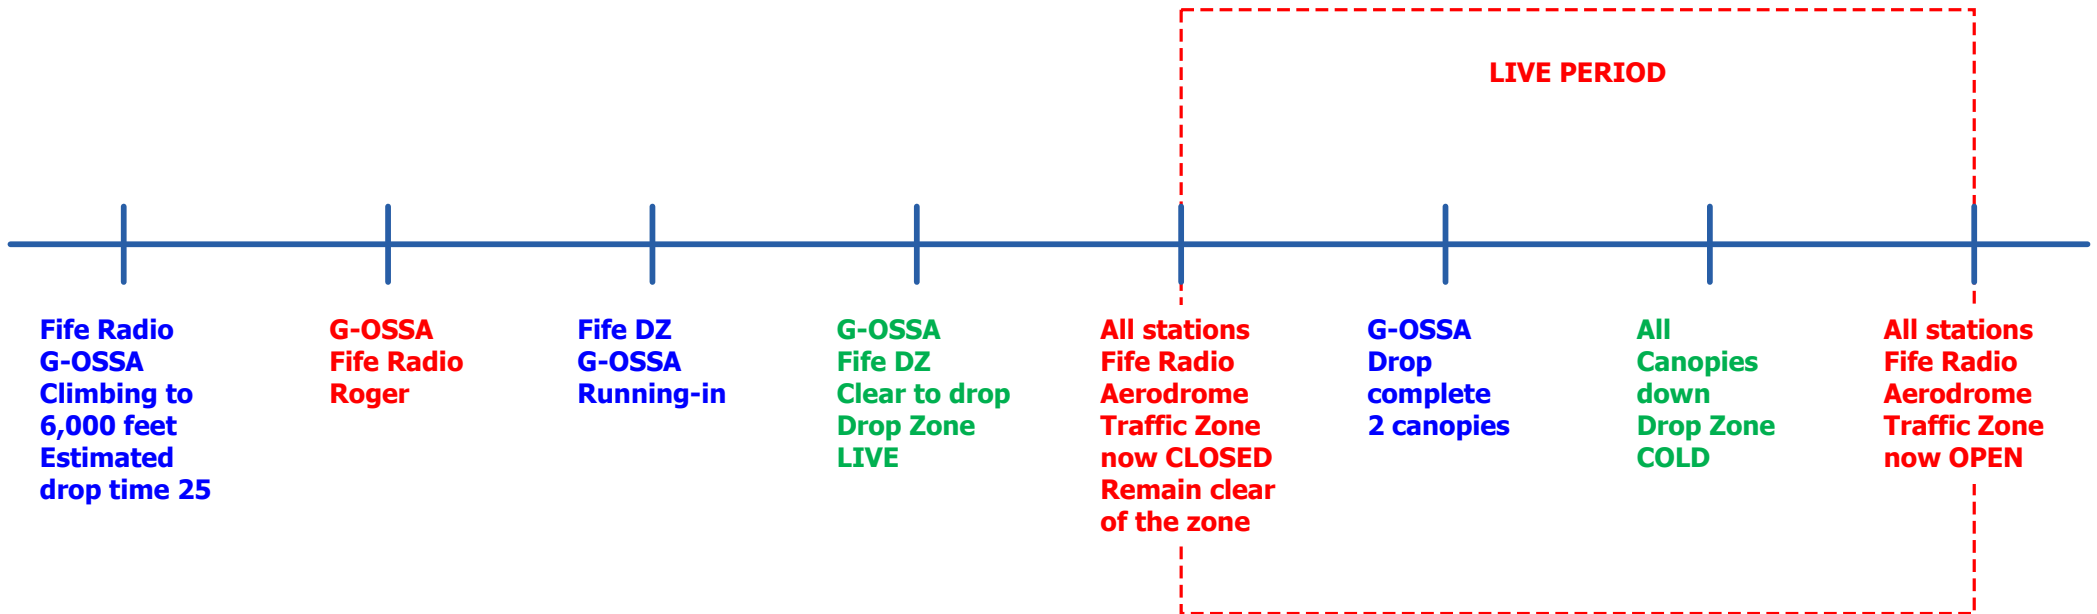 LIVE PERIOD
Fife Radio
G-OSSA
Climbing to
6,000 feet
Estimated
drop time 25
G-OSSA
Fife Radio
Roger
Fife DZ
G-OSSA
Running-in
G-OSSA
Fife DZ
Clear to drop
Drop Zone
LIVE
All stations
Fife Radio
Aerodrome
Traffic Zone
now CLOSED
Remain clear
of the zone
G-OSSA
Drop
complete
2 canopies
All
Canopies
down
Drop Zone
COLD
All stations
Fife Radio
Aerodrome
Traffic Zone
now OPEN